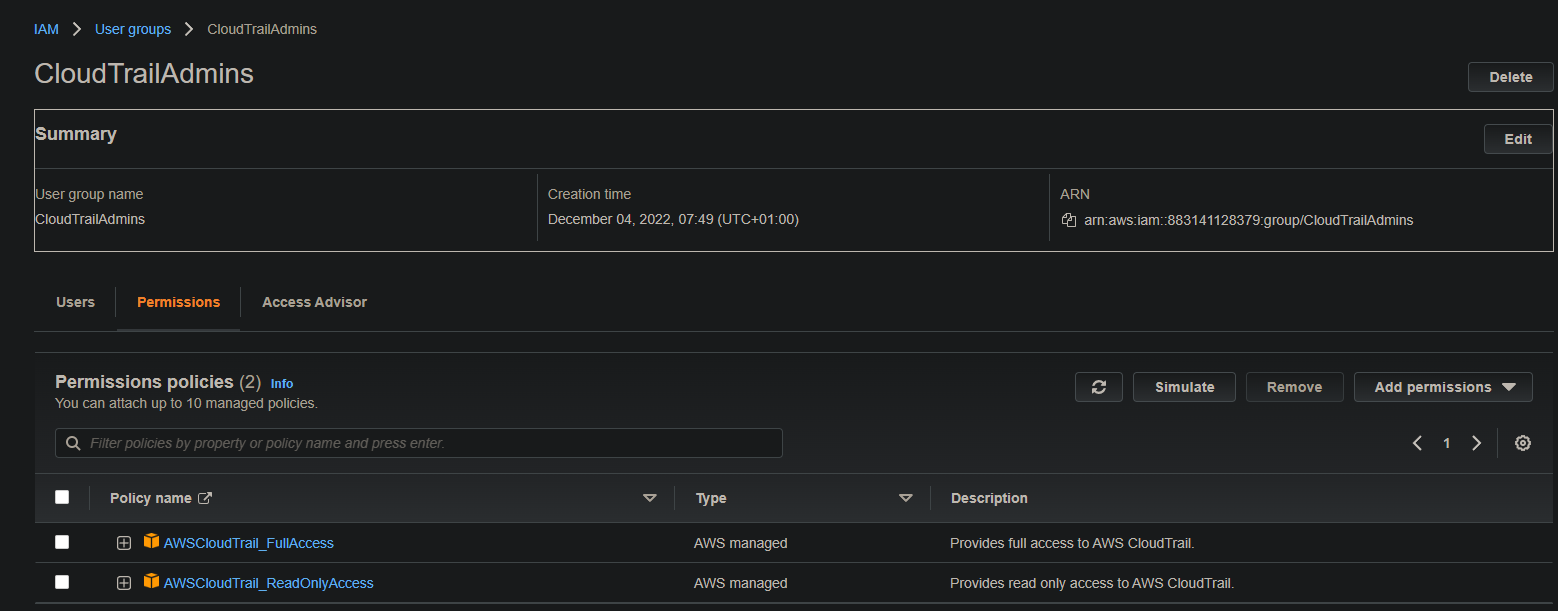 IAM > User groups > CloudTrailAdmins
CloudTrailAdmins
Delete
Summary
Edit
User group name
CloudTrailAdmins
Creation time
December 04, 2022, 07:49 (UTC+01:00)
ARN
arn:aws:iam::883141128379:group/CloudTrailAdmins
Users Permissions Access Advisor
Permissions policies (2) Info
You can attach up to 10 managed policies.
Simulate Remove Add permissions
Filter policies by property or policy name and press enter.
1
Policy name Type Description
AWSCloudTrail_FullAccess AWS managed Provides full access to AWS CloudTrail.
AWSCloudTrail_ReadOnlyAccess AWS managed Provides read only access to AWS CloudTrail.